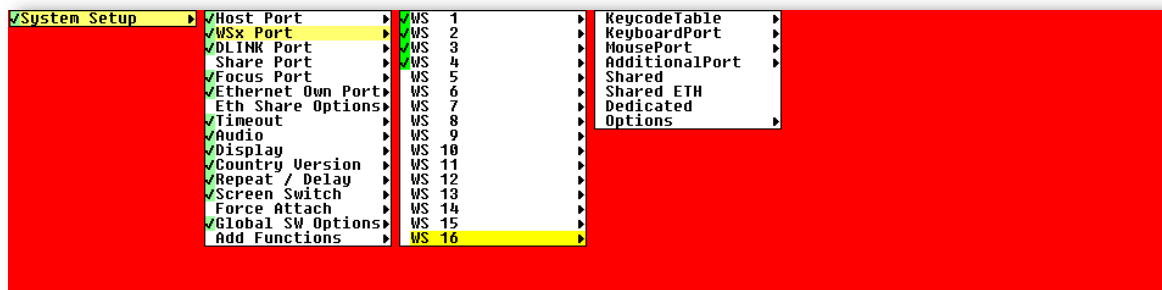 System Setup
Host Port
WSx Port
DLINK Port
Share Port
Focus Port
Ethernet Own Port
Eth Share Options
Timeout
Audio
Display
Country Version
Repeat / Delay
Screen Switch
Force Attach
Global SW Options
Add Functions
WS 1
WS 2
WS 3
WS 4
WS 5
WS 6
WS 7
WS 8
WS 9
WS 10
WS 11
WS 12
WS 13
WS 14
WS 15
WS 16
KeycodeTable
KeyboardPort
MousePort
AdditionalPort
Shared
Shared ETH
Dedicated
Options